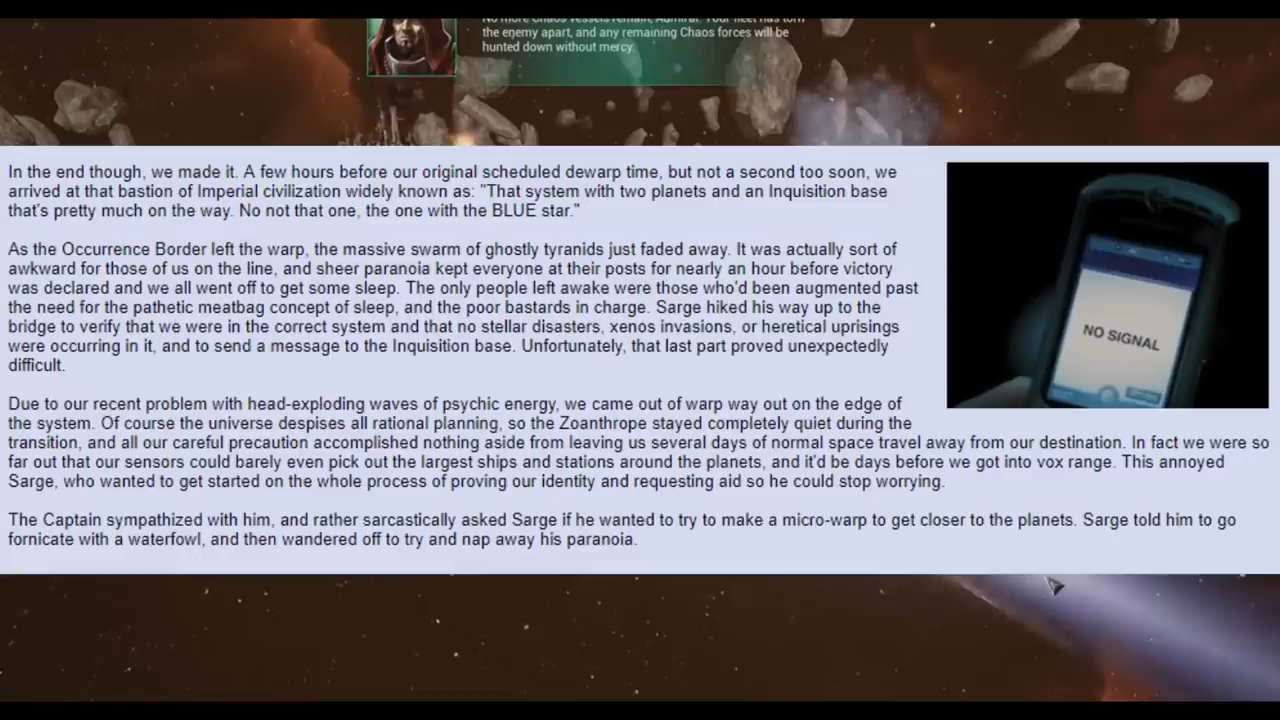 No more Chaos vessels remain, Admiral. Your fleet has torn
the enemy apart, and any remaining Chaos forces will be
hunted down without mercy.
In the end though, we made it. A few hours before our original scheduled dewarp time, but not a second too soon, we
arrived at that bastion of Imperial civilization widely known as: "That system with two planets and an Inquisition base
that's pretty much on the way. No not that one, the one with the BLUE star."
As the Occurrence Border left the warp, the massive swarm of ghostly tyranids just faded away. It was actually sort of
awkward for those of us on the line, and sheer paranoia kept everyone at their posts for nearly an hour before victory
was declared and we all went off to get some sleep. The only people left awake were those who'd been augmented past
the need for the pathetic meatbag concept of sleep, and the poor bastards in charge. Sarge hiked his way up to the
bridge to verify that we were in the correct system and that no stellar disasters, xenos invasions, or heretical uprisings
were occurring in it, and to send a message to the Inquisition base. Unfortunately, that last part proved unexpectedly
difficult.
NO SIGNAL
Due to our recent problem with head-exploding waves of psychic energy, we came out of warp way out on the edge of
the system. Of course the universe despises all rational planning, so the Zoanthrope stayed completely quiet during the
transition, and all our careful precaution accomplished nothing aside from leaving us several days of normal space travel away from our destination. In fact we were so
far out that our sensors could barely even pick out the largest ships and stations around the planets, and it'd be days before we got into vox range. This annoyed
Sarge, who wanted to get started on the whole process of proving our identity and requesting aid so he could stop worrying.
The Captain sympathized with him, and rather sarcastically asked Sarge if he wanted to try to make a micro-warp to get closer to the planets. Sarge told him to go
fornicate with a waterfowl, and then wandered off to try and nap away his paranoia.